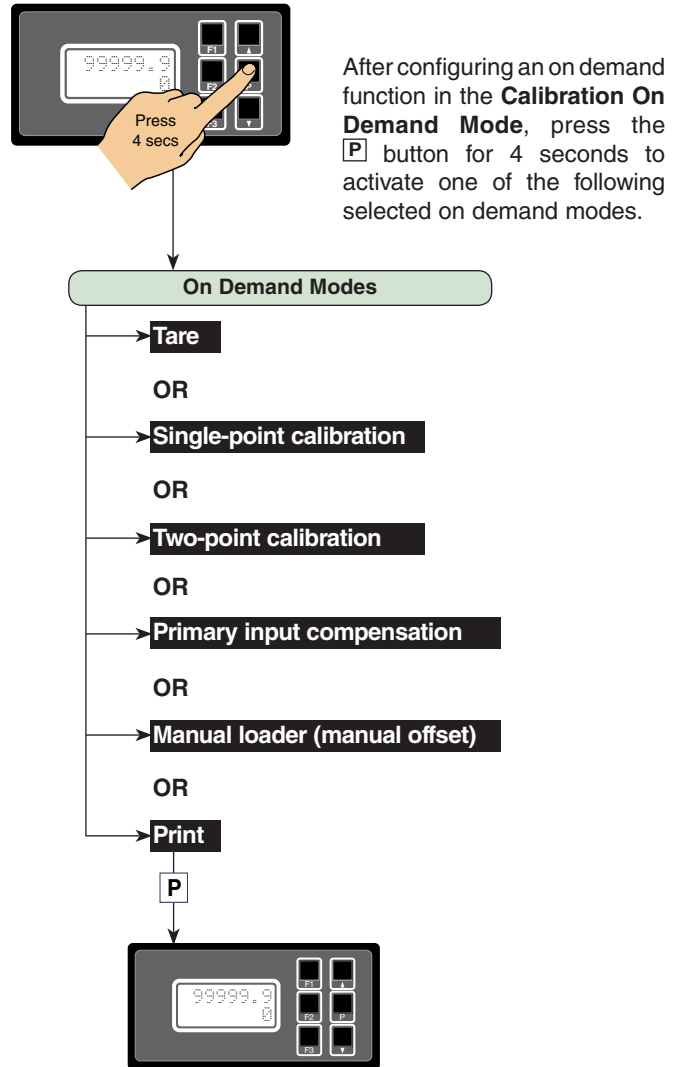 99999.9
0
F1
▲
F2
P
F3
▼
Press
4 secs
After configuring an on demand
function in the Calibration On
Demand Mode, press the
P button for 4 seconds to
activate one of the following
selected on demand modes.
On Demand Modes
Tare
OR
Single-point calibration
OR
Two-point calibration
OR
Primary input compensation
OR
Manual loader (manual offset)
OR
Print
P
99999.9
0
F1
▲
F2
P
F3
▼